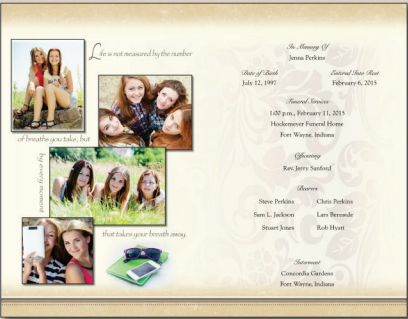 Life is not measured by the number
of breaths you take, but
by every moment
that takes your breath away.
In Memory Of
Jenna Perkins
Date of Birth Entered Into Rest
July 12, 1997 February 6, 2015
Funeral Services
1:00 p.m., February 11, 2015
Hockemeyer Funeral Home
Fort Wayne, Indiana
Officiating
Rev. Jerry Sanford
Bearers
Steve Perkins Chris Perkins
Sam L. Jackson Lars Berenside
Stuart Jones Rob Hyatt
Interment
Concordia Gardens
Fort Wayne, Indiana